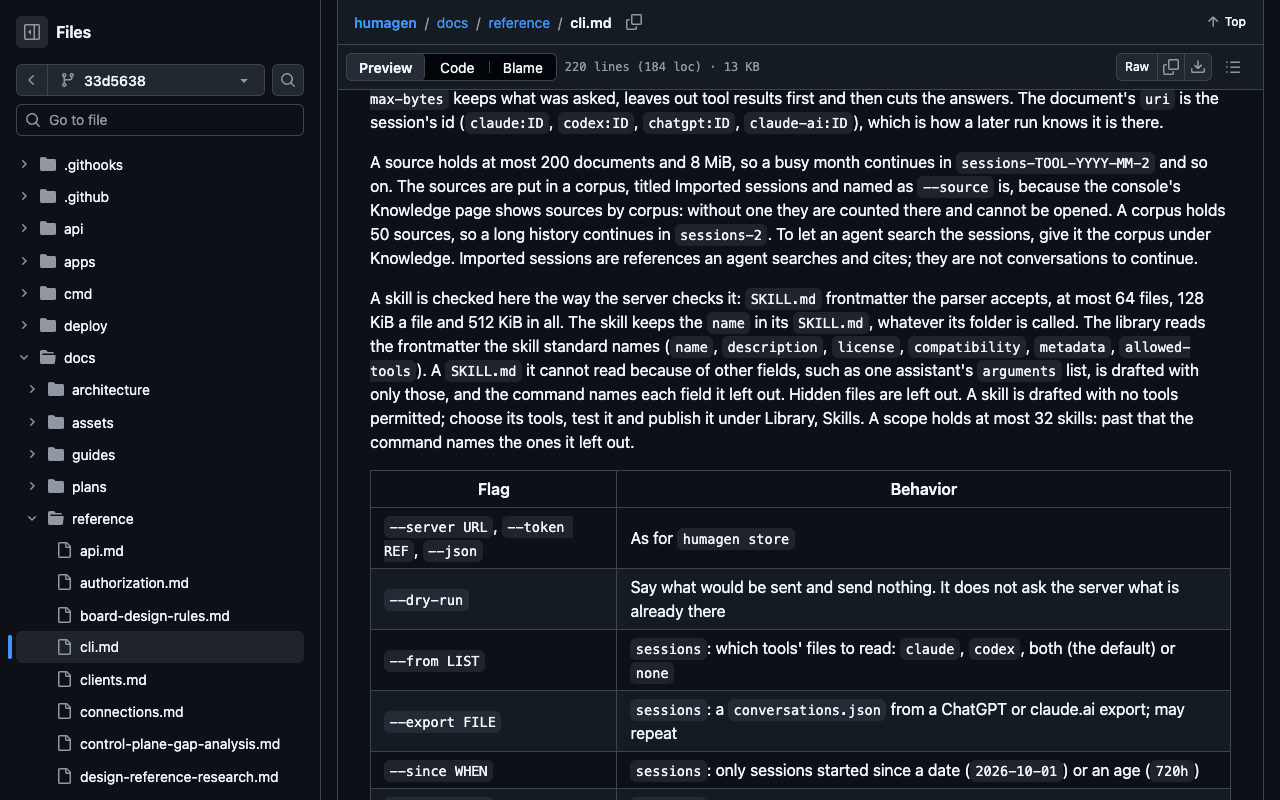 Files
33d5638
Go to file
.githooks
.github
api
apps
cmd
deploy
docs
architecture
assets
guides
plans
reference
api.md
authorization.md
board-design-rules.md
cli.md
clients.md
connections.md
control-plane-gap-analysis.md
design-reference-research.md
humagen / docs / reference / cli.md
Top
Preview Code Blame 220 lines (184 loc) · 13 KB
Raw
max-bytes keeps what was asked, leaves out tool results first and then cuts the answers. The document's uri is the
session's id ( claude:ID , codex:ID , chatgpt:ID , claude-ai:ID ), which is how a later run knows it is there.
A source holds at most 200 documents and 8 MiB, so a busy month continues in sessions-TOOL-YYYY-MM-2 and so
on. The sources are put in a corpus, titled Imported sessions and named as --source is, because the console's
Knowledge page shows sources by corpus: without one they are counted there and cannot be opened. A corpus holds
50 sources, so a long history continues in sessions-2 . To let an agent search the sessions, give it the corpus under
Knowledge. Imported sessions are references an agent searches and cites; they are not conversations to continue.
A skill is checked here the way the server checks it: SKILL.md frontmatter the parser accepts, at most 64 files, 128
KiB a file and 512 KiB in all. The skill keeps the name in its SKILL.md , whatever its folder is called. The library reads
the frontmatter the skill standard names ( name , description , license , compatibility , metadata , allowed-
tools ). A SKILL.md it cannot read because of other fields, such as one assistant's arguments list, is drafted with
only those, and the command names each field it left out. Hidden files are left out. A skill is drafted with no tools
permitted; choose its tools, test it and publish it under Library, Skills. A scope holds at most 32 skills: past that the
command names the ones it left out.
Flag
Behavior
--server URL , --token
REF , --json
As for humagen store
--dry-run
Say what would be sent and send nothing. It does not ask the server what is
already there
--from LIST
sessions : which tools' files to read: claude , codex , both (the default) or
none
--export FILE
sessions : a conversations.json from a ChatGPT or claude.ai export; may
repeat
--since WHEN
sessions : only sessions started since a date ( 2026-10-01 ) or an age ( 720h )